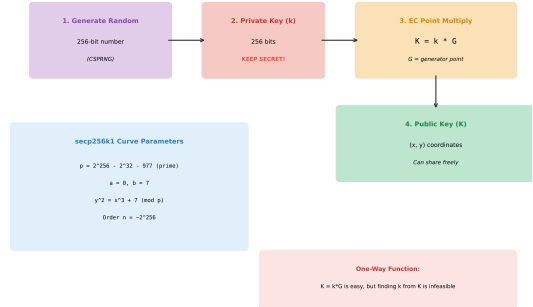 1. Generate Random
256-bit number
(CSPRNG)
2. Private Key (k)
256 bits
KEEP SECRET!
3. EC Point Multiply
K = k * G
G = generator point
4. Public Key (K)
(x, y) coordinates
Can share freely
secp256k1 Curve Parameters
p = 2^256 - 2^32 - 977 (prime)
a = 0, b = 7
y^2 = x^3 + 7 (mod p)
Order n = ~2^256
One-Way Function:
K = k*G is easy, but finding k from K is infeasible